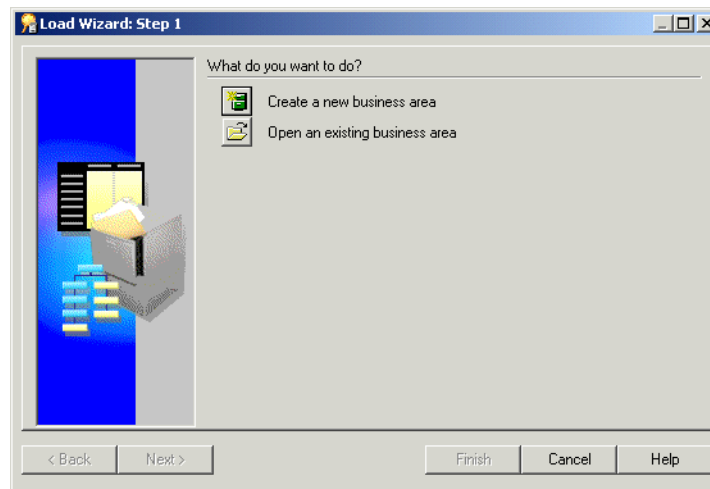 Load Wizard: Step 1
What do you want to do?
Create a new business area
Open an existing business area
< Back Next > Finish Cancel Help